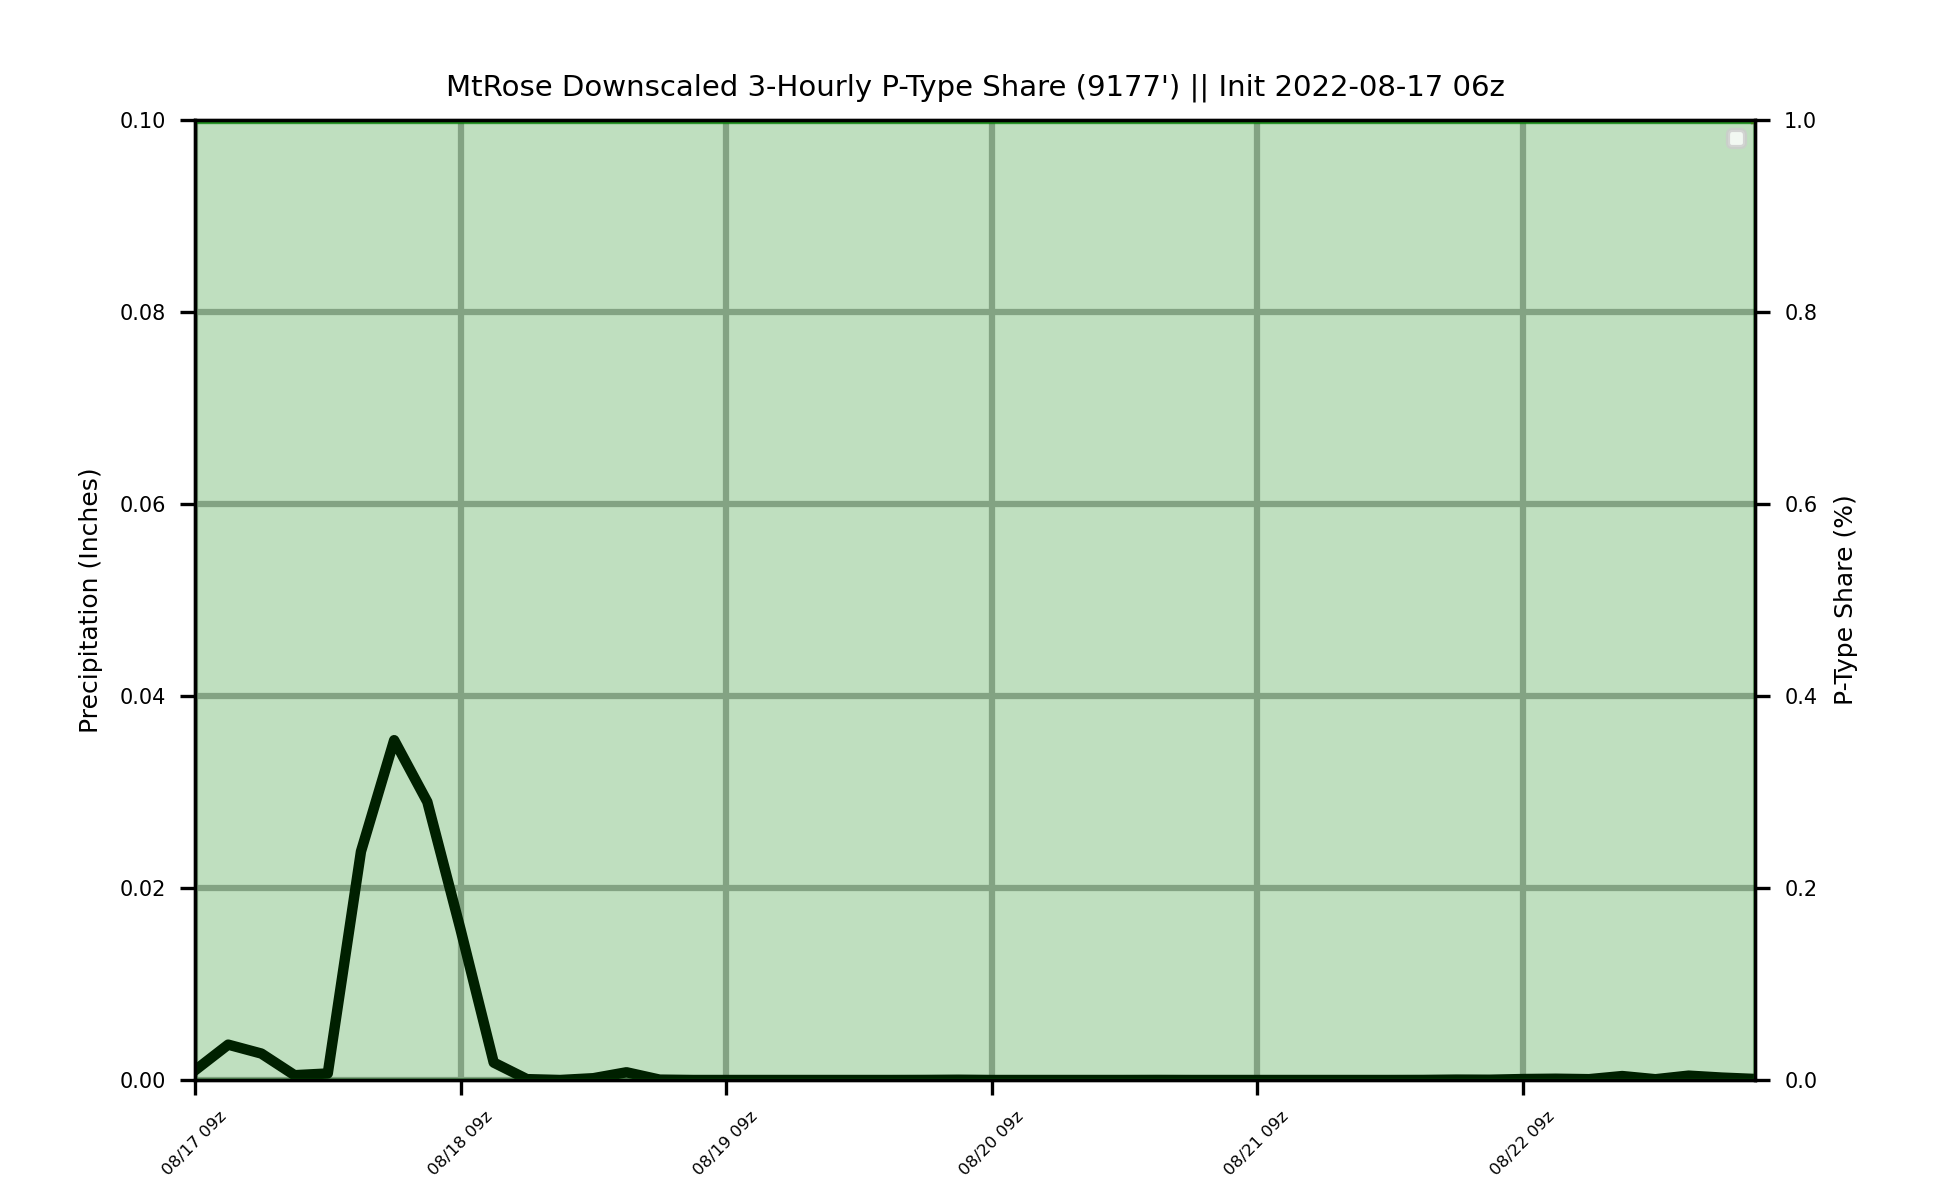 MtRose Downscaled 3-Hourly P-Type Share (9177') || Init 2022-08-17 06z
Precipitation (Inches)
0.10
0.08
0.06
0.04
0.02
0.00
1.0
0.8
0.6
0.4
0.2
0.0
P-Type Share (%)
08/17 09z
08/18 09z
08/19 09z
08/20 09z
08/21 09z
08/22 09z